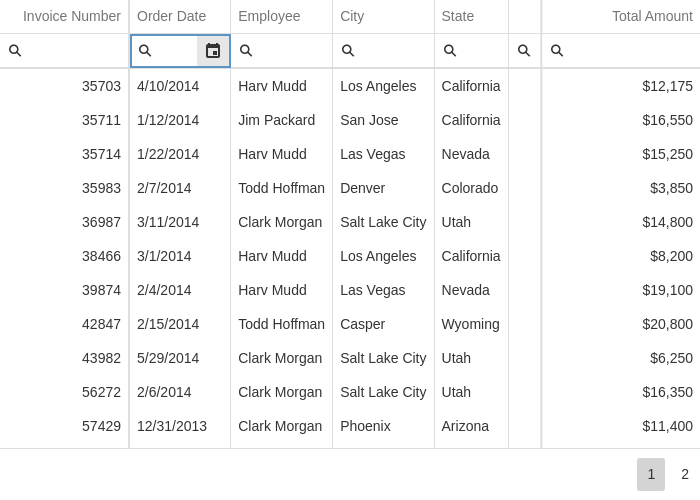 Invoice Number Order Date Employee City State Total Amount
35703 4/10/2014 Harv Mudd Los Angeles California $12,175
35711 1/12/2014 Jim Packard San Jose California $16,550
35714 1/22/2014 Harv Mudd Las Vegas Nevada $15,250
35983 2/7/2014 Todd Hoffman Denver Colorado $3,850
36987 3/11/2014 Clark Morgan Salt Lake City Utah $14,800
38466 3/1/2014 Harv Mudd Los Angeles California $8,200
39874 2/4/2014 Harv Mudd Las Vegas Nevada $19,100
42847 2/15/2014 Todd Hoffman Casper Wyoming $20,800
43982 5/29/2014 Clark Morgan Salt Lake City Utah $6,250
56272 2/6/2014 Clark Morgan Salt Lake City Utah $16,350
57429 12/31/2013 Clark Morgan Phoenix Arizona $11,400
1 2